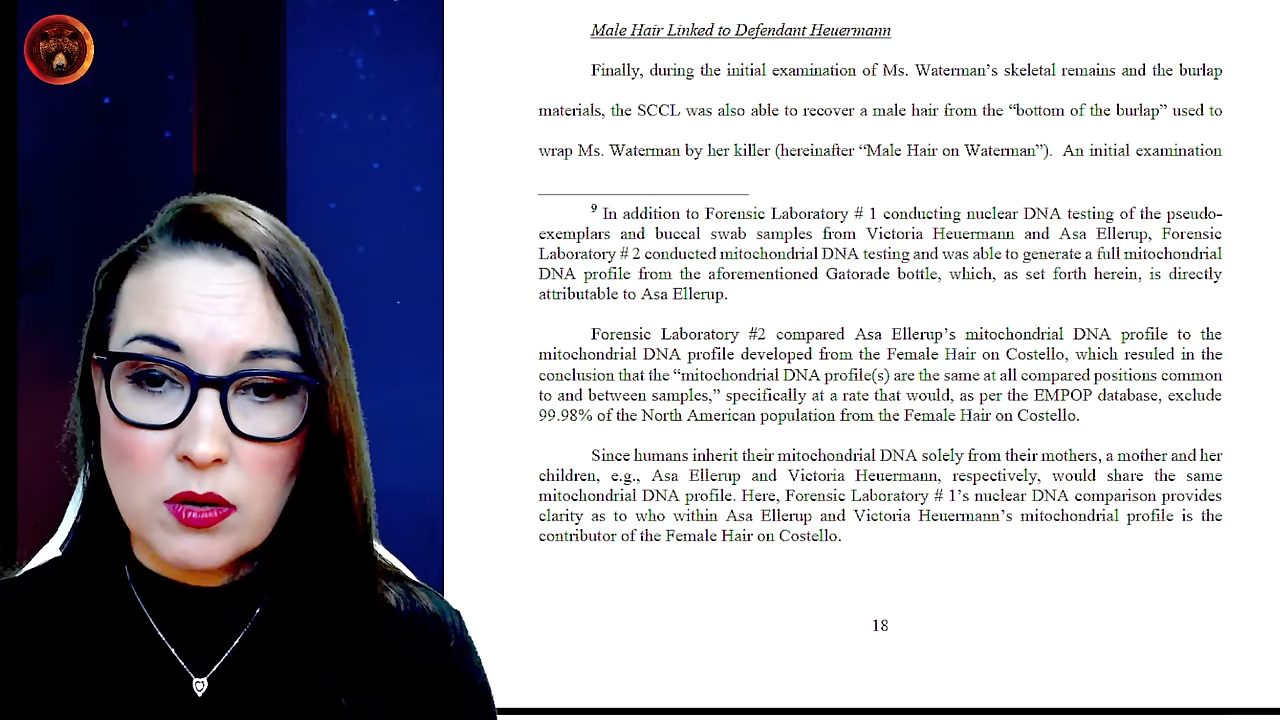 Male Hair Linked to Defendant Heuermann
Finally, during the initial examination of Ms. Waterman’s skeletal remains and the burlap
materials, the SCCL was also able to recover a male hair from the “bottom of the burlap” used to
wrap Ms. Waterman by her killer (hereinafter “Male Hair on Waterman”). An initial examination
9 In addition to Forensic Laboratory # 1 conducting nuclear DNA testing of the pseudo-
exemplars and buccal swab samples from Victoria Heuermann and Asa Ellerup, Forensic
Laboratory # 2 conducted mitochondrial DNA testing and was able to generate a full mitochondrial
DNA profile from the aforementioned Gatorade bottle, which, as set forth herein, is directly
attributable to Asa Ellerup.
Forensic Laboratory #2 compared Asa Ellerup’s mitochondrial DNA profile to the
mitochondrial DNA profile developed from the Female Hair on Costello, which resuled in the
conclusion that the “mitochondrial DNA profile(s) are the same at all compared positions common
to and between samples,” specifically at a rate that would, as per the EMPOP database, exclude
99.98% of the North American population from the Female Hair on Costello.
Since humans inherit their mitochondrial DNA solely from their mothers, a mother and her
children, e.g., Asa Ellerup and Victoria Heuermann, respectively, would share the same
mitochondrial DNA profile. Here, Forensic Laboratory # 1’s nuclear DNA comparison provides
clarity as to who within Asa Ellerup and Victoria Heuermann’s mitochondrial profile is the
contributor of the Female Hair on Costello.
18